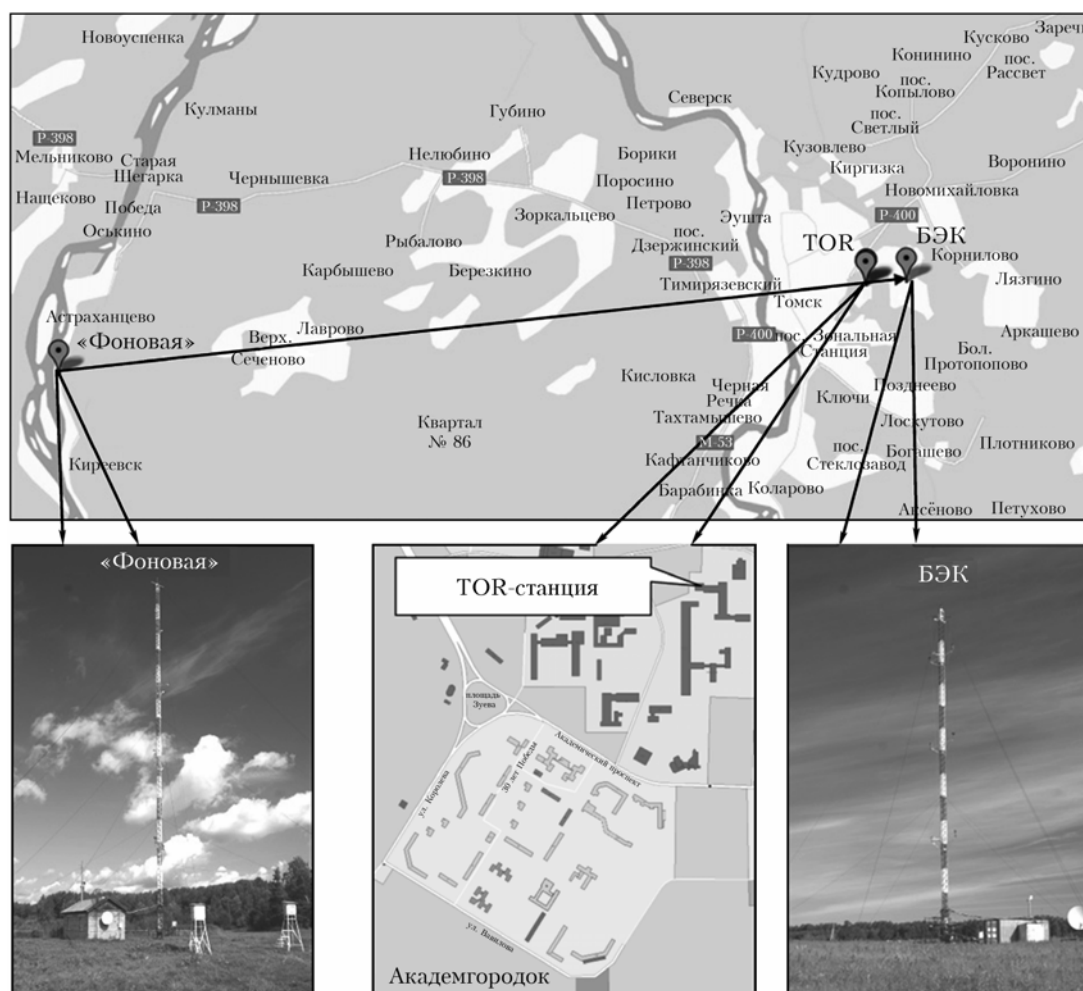 Новоуспенка
Кулманы
Р-398
Мельниково
Старая
Шегарка
Нащеково
Победа
Оськино
Чернышевка
Р-398
Губино
Нелюбино
Р-398
Рыбалово
Карбышево
Березкино
Зоркальцево
Борики
Поросино
Петрово
пос.
Дзержинский
Р-398
Тимирязевский
Северск
Эушта
Томск
Заречн
Кусково
Конинино
пос.
Рассвет
Кудрово
пос.
Копылово
пос.
Светлый
Кузовлево
Киргизка
Воронино
Новомихайловка
Р-400
TOR
БЭК
Корнилово
Лязгино
Аркашево
Бол.
Протопопово
Астраханцево
«Фоновая»
Верх.
Сеченово
Лаврово
Р-400
пос. Зональная
Станция
Кисловка
Черная
Речка
Тахтамышево
Ключи
Позднеево
Лоскутово
Квартал
№ 86
М-53
Кафтанчиково
пос.
Стеклозавод
Богашево
Плотниково
Киреевск
Барабинка
Коларово
Аксёново
Петухово
«Фоновая»
TOR-станция
площадь
Зуева
Академический проспект
30 лет Победы
ул. Королева
ул. Вавилова
Академгородок
БЭК